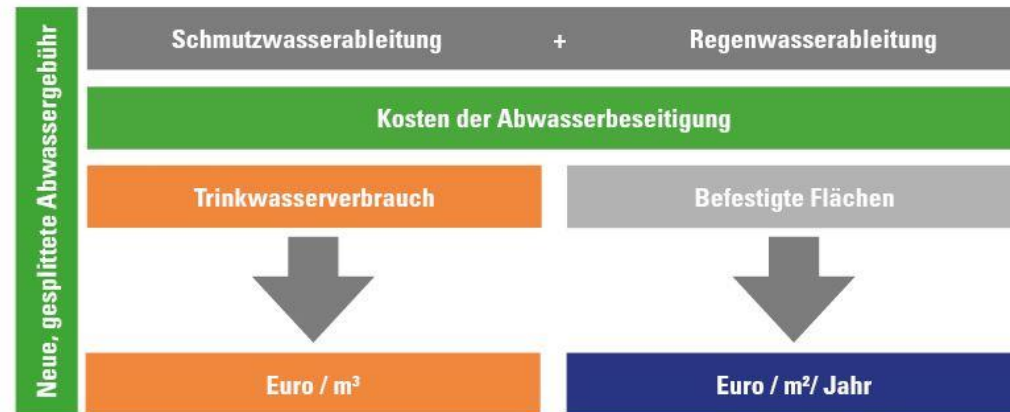 Neue, gesplittete Abwassergebühr
Schmutzwasserableitung + Regenwasserableitung
Kosten der Abwasserbeseitigung
Trinkwasserverbrauch
Befestigte Flächen
Euro / m³
Euro / m²/ Jahr